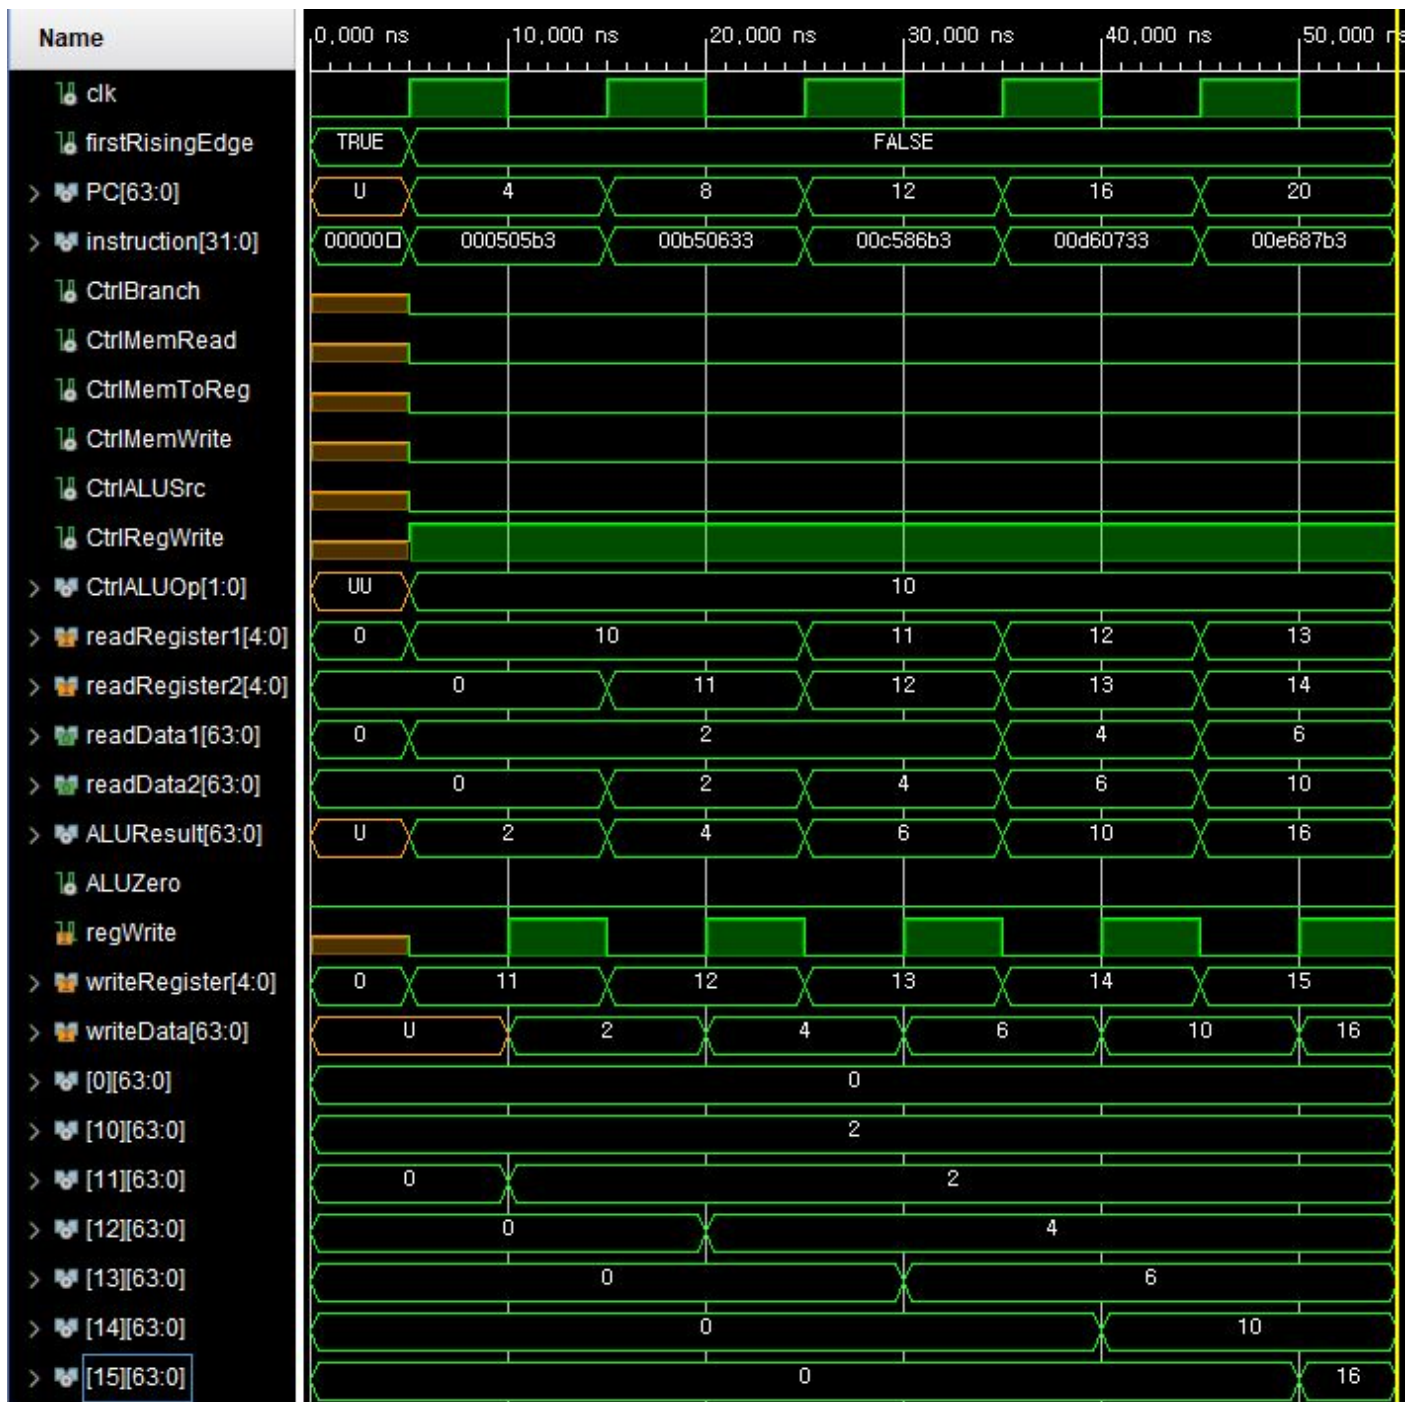 Name 0,000 ns 10,000 ns 20,000 ns 30,000 ns 40,000 ns 50,000
clk
firstRisingEdge TRUE FALSE
PC[63:0] U 4 8 12 16 20
instruction[31:0] 00000□ 000505b3 00b50633 00c586b3 00d60733 00e687b3
CtrlBranch
CtrlMemRead
CtrlMemToReg
CtrlMemWrite
CtrlALUSrc
CtrlRegWrite
CtrlALUOp[1:0] UU 10
readRegister1[4:0] 0 10 11 12 13
readRegister2[4:0] 0 11 12 13 14
readData1[63:0] 0 2 4 6
readData2[63:0] 0 2 4 6 10
ALUResult[63:0] U 2 4 6 10 16
ALUZero
regWrite
writeRegister[4:0] 0 11 12 13 14 15
writeData[63:0] U 2 4 6 10 16
[0][63:0] 0
[10][63:0] 2
[11][63:0] 0 2
[12][63:0] 0 4
[13][63:0] 0 6
[14][63:0] 0 10
[15][63:0] 0 16